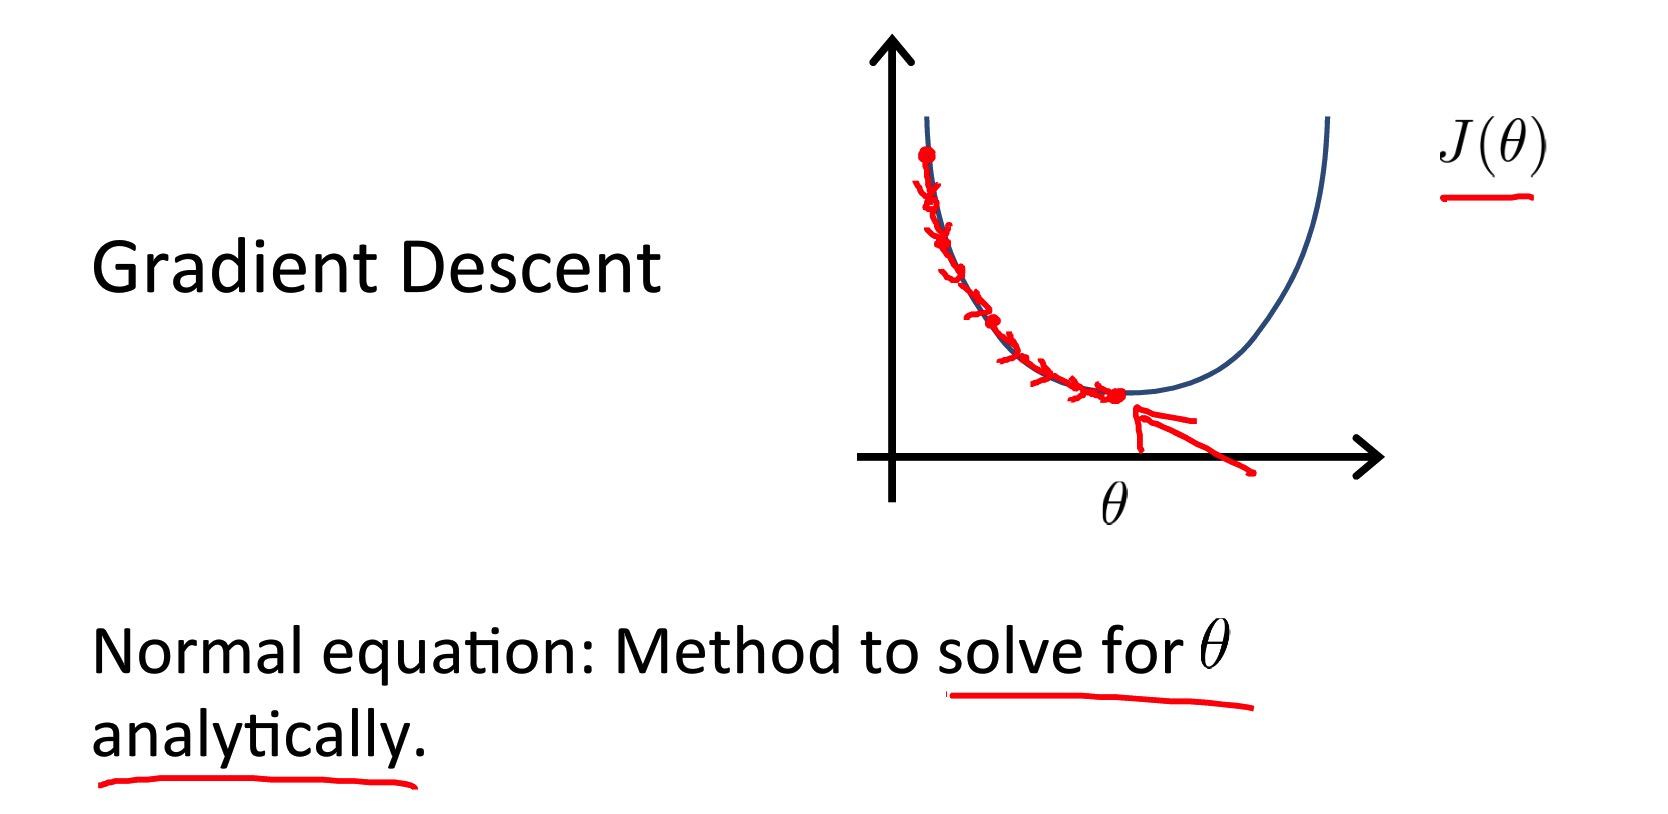 J(θ)
Gradient Descent
θ
Normal equation: Method to solve for θ
analytically.